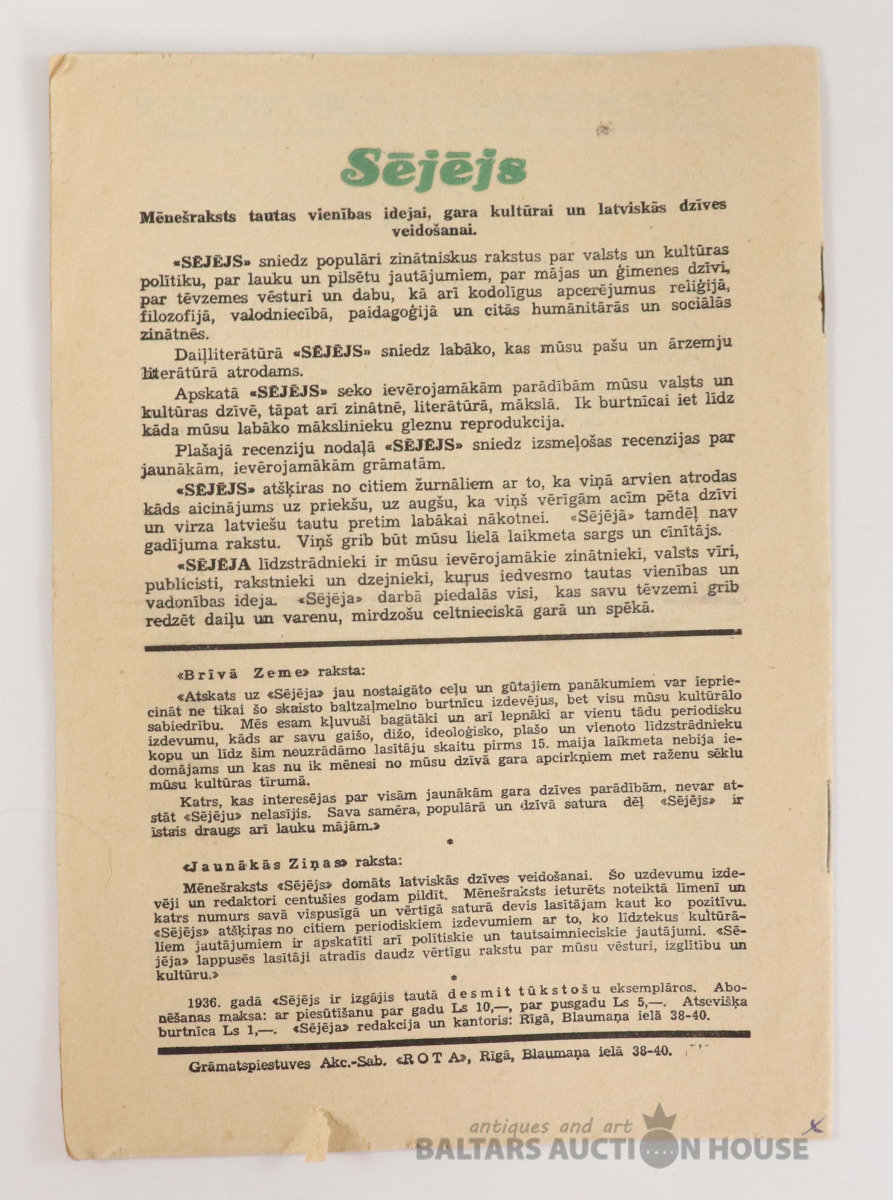 Sējējs
Mēnešraksts tautas vienības idejai, gara kultūrai un latviskās dzīves
veidošanai.
«SĒJĒJS» sniedz populāri zinātniskus rakstus par valsts un kultūras
polītiku, par lauku un pilsētu jautājumiem, par mājas un ģimenes dzīvi,
par tēvzemes vēsturi un dabu, kā arī kodolīgus apcerējumus reliģijā,
filozofijā, valodniecībā, paidagoģijā un citās humānitārās un sociālās
zinātnēs.
Daiļliterātūrā «SĒJĒJS» sniedz labāko, kas mūsu pašu un ārzemju
literātūrā atrodams.
Apskatā «SĒJĒJS» seko ievērojamākām parādībām mūsu valsts un
kultūras dzīvē, tāpat arī zinātnē, literātūrā, mākslā. Ik burtnīcai iet līdz
kāda mūsu labāko mākslinieku gleznu reprodukcija.
Plašajā recenziju nodaļā «SĒJĒJS» sniedz izsmeļošas recenzijas par
jaunākām, ievērojamākām grāmatām.
«SĒJĒJS» atšķiras no citiem žurnāliem ar to, ka viņā arvien atrodas
kāds aicinājums uz priekšu, uz augšu, ka viņš vērīgām acīm pēta dzīvi
un virza latviešu tautu pretim labākai nākotnei. «Sējējā» tamdēļ nav
gadījuma rakstu. Viņš grib būt mūsu lielā laikmeta sargs un cīnītājs.
«SĒJĒJA līdzstrādnieki ir mūsu ievērojamākie zinātnieki, valsts vīri,
publicisti, rakstnieki un dzejnieki, kuŗus iedvesmo tautas vienības un
vadonības ideja. «Sējēja» darbā piedalās visi, kas savu tēvzemi grib
redzēt daiļu un varenu, mirdzošu celtnieciskā garā un spēkā.
«Brīvā Zeme» raksta:
«Atskats uz «Sējēja» jau nostaigāto ceļu un gūtajiem panākumiem var ieprie-
cināt ne tikai šo skaisto baltzaļmelno burtnīcu izdevējus, bet visu mūsu kultūrālo
sabiedrību. Mēs esam kļuvuši bagātāki un arī lepnāki ar vienu tādu periodisku
izdevumu, kāds ar savu gaišo, dižo, ideoloģisko, plašo un vienoto līdzstrādnieku
kopu un līdz šim neuzrādāmo lasītāju skaitu pirms 15. maija laikmeta nebija ie-
domājams un kas nu ik mēnesi no mūsu dzīvā gara apcirkņiem met raženu sēklu
mūsu kultūras tīrumā.
Katrs, kas interesējas par visām jaunākām gara dzīves parādībām, nevar at-
stāt «Sējēju» nelasījis. Sava samēra, populārā un dzīvā satura dēļ «Sējējs» ir
īstais draugs arī lauku mājām.»
*
«Jaunākās Ziņas» raksta:
Mēnešraksts «Sējējs» domāts latviskās dzīves veidošanai. Šo uzdevumu izde-
vēji un redaktori centušies godam pildīt. Mēnešraksts ieturēts noteiktā līmenī un
katrs numurs savā vispusīgā un vērtīgā saturā devis lasītājam kaut ko pozitīvu.
«Sējējs» atšķiras no citiem periodiskiem izdevumiem ar to, ko līdztekus kultūrā-
liem jautājumiem ir apskatīti arī polītiskie un tautsaimnieciskie jautājumi. «Sē-
jēja» lappusēs lasītāji atradīs daudz vērtīgu rakstu par mūsu vēsturi, izglītību un
kultūru.»
*
1936. gadā «Sējējs ir izgājis tautā desmit tūkstošu eksemplāros. Abo-
nēšanas maksa: ar piesūtīšanu par gadu Ls 10,—, par pusgadu Ls 5,—. Atsevišķa
burtnīca Ls 1,—. «Sējēja» redakcija un kantoris: Rīgā, Blaumaņa ielā 38-40.
Grāmatspiestuves Akc.-Sab. «ROTA», Rīgā, Blaumaņa ielā 38-40.
antiques and art
BALTARS AUCTION HOUSE